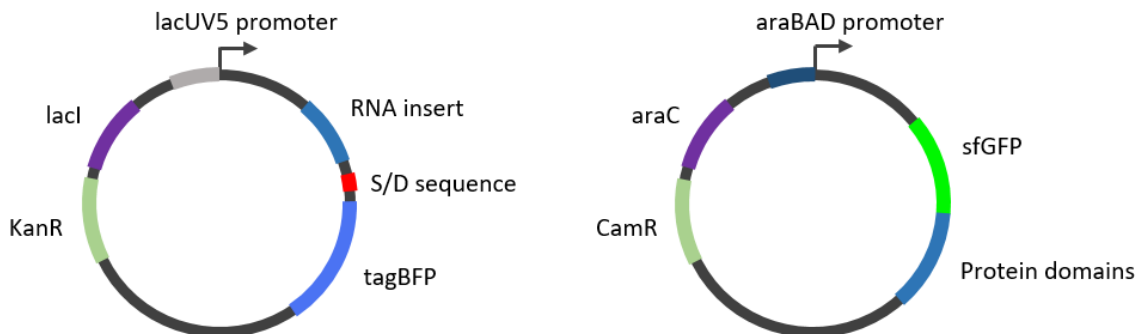 lacUV5 promoter
lacI
RNA insert
S/D sequence
KanR
tagBFP
araBAD promoter
araC
sfGFP
CamR
Protein domains